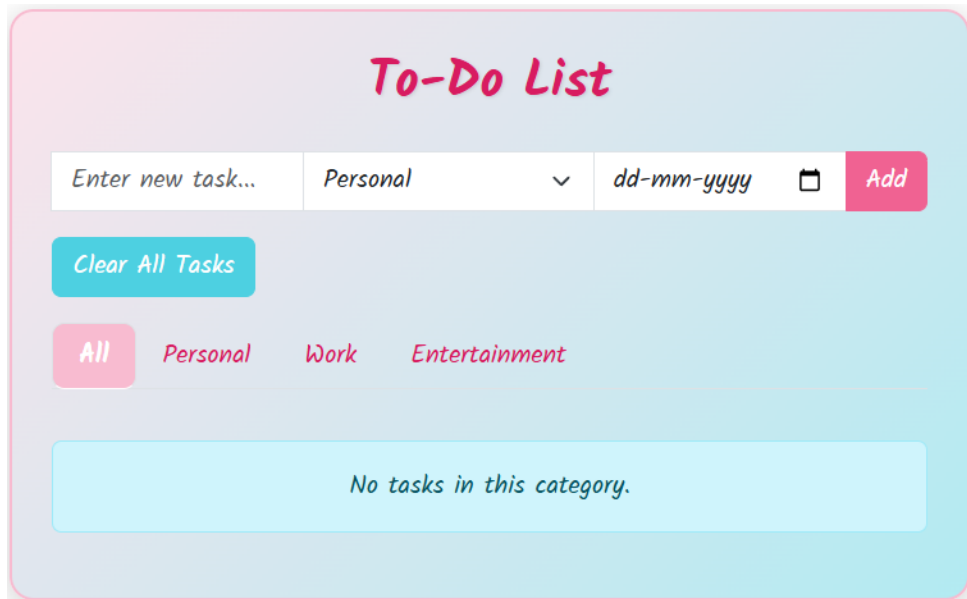 To-Do List
Enter new task... Personal dd-mm-yyyy Add
Clear All Tasks
All Personal Work Entertainment
No tasks in this category.